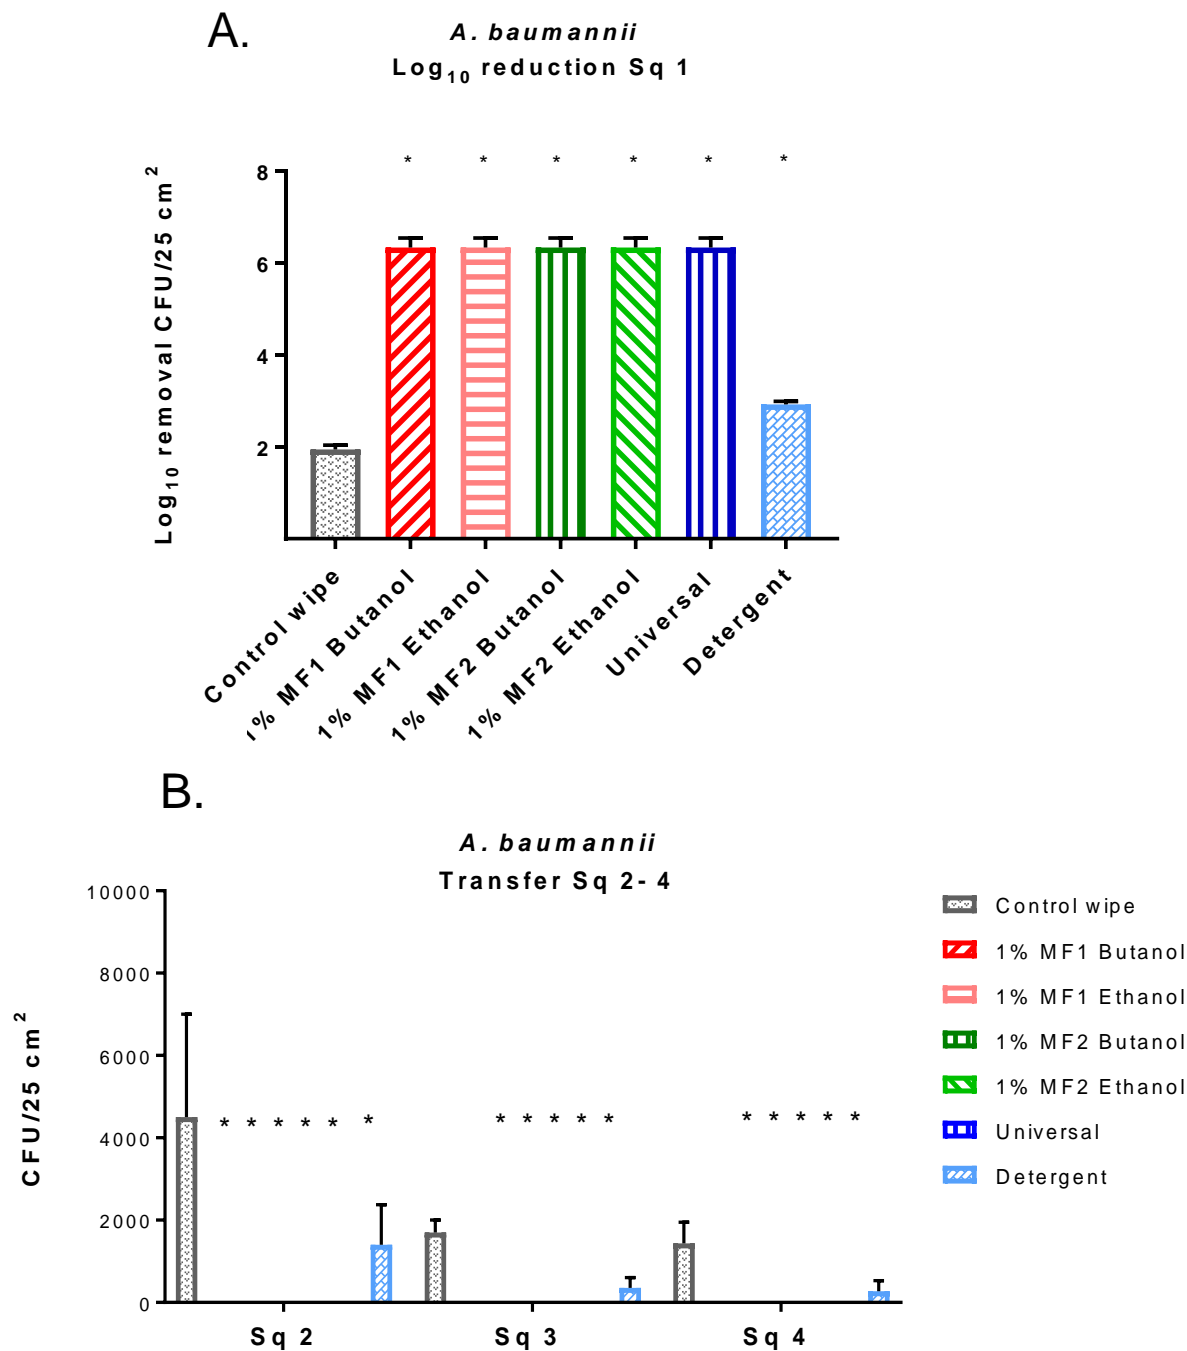 A.
A. baumannii
Log10 reduction Sq 1
* * * * * *
Log10 removal CFU/25 cm2
8
6
4
2
Control wipe
1% MF1 Butanol
1% MF1 Ethanol
1% MF2 Butanol
1% MF2 Ethanol
Universal
Detergent
B.
A. baumannii
Transfer Sq 2- 4
CFU/25 cm2
10000
8000
6000
4000
2000
0
* * * * * *
* * * * *
* * * * *
Sq 2
Sq 3
Sq 4
Control wipe
1% MF1 Butanol
1% MF1 Ethanol
1% MF2 Butanol
1% MF2 Ethanol
Universal
Detergent